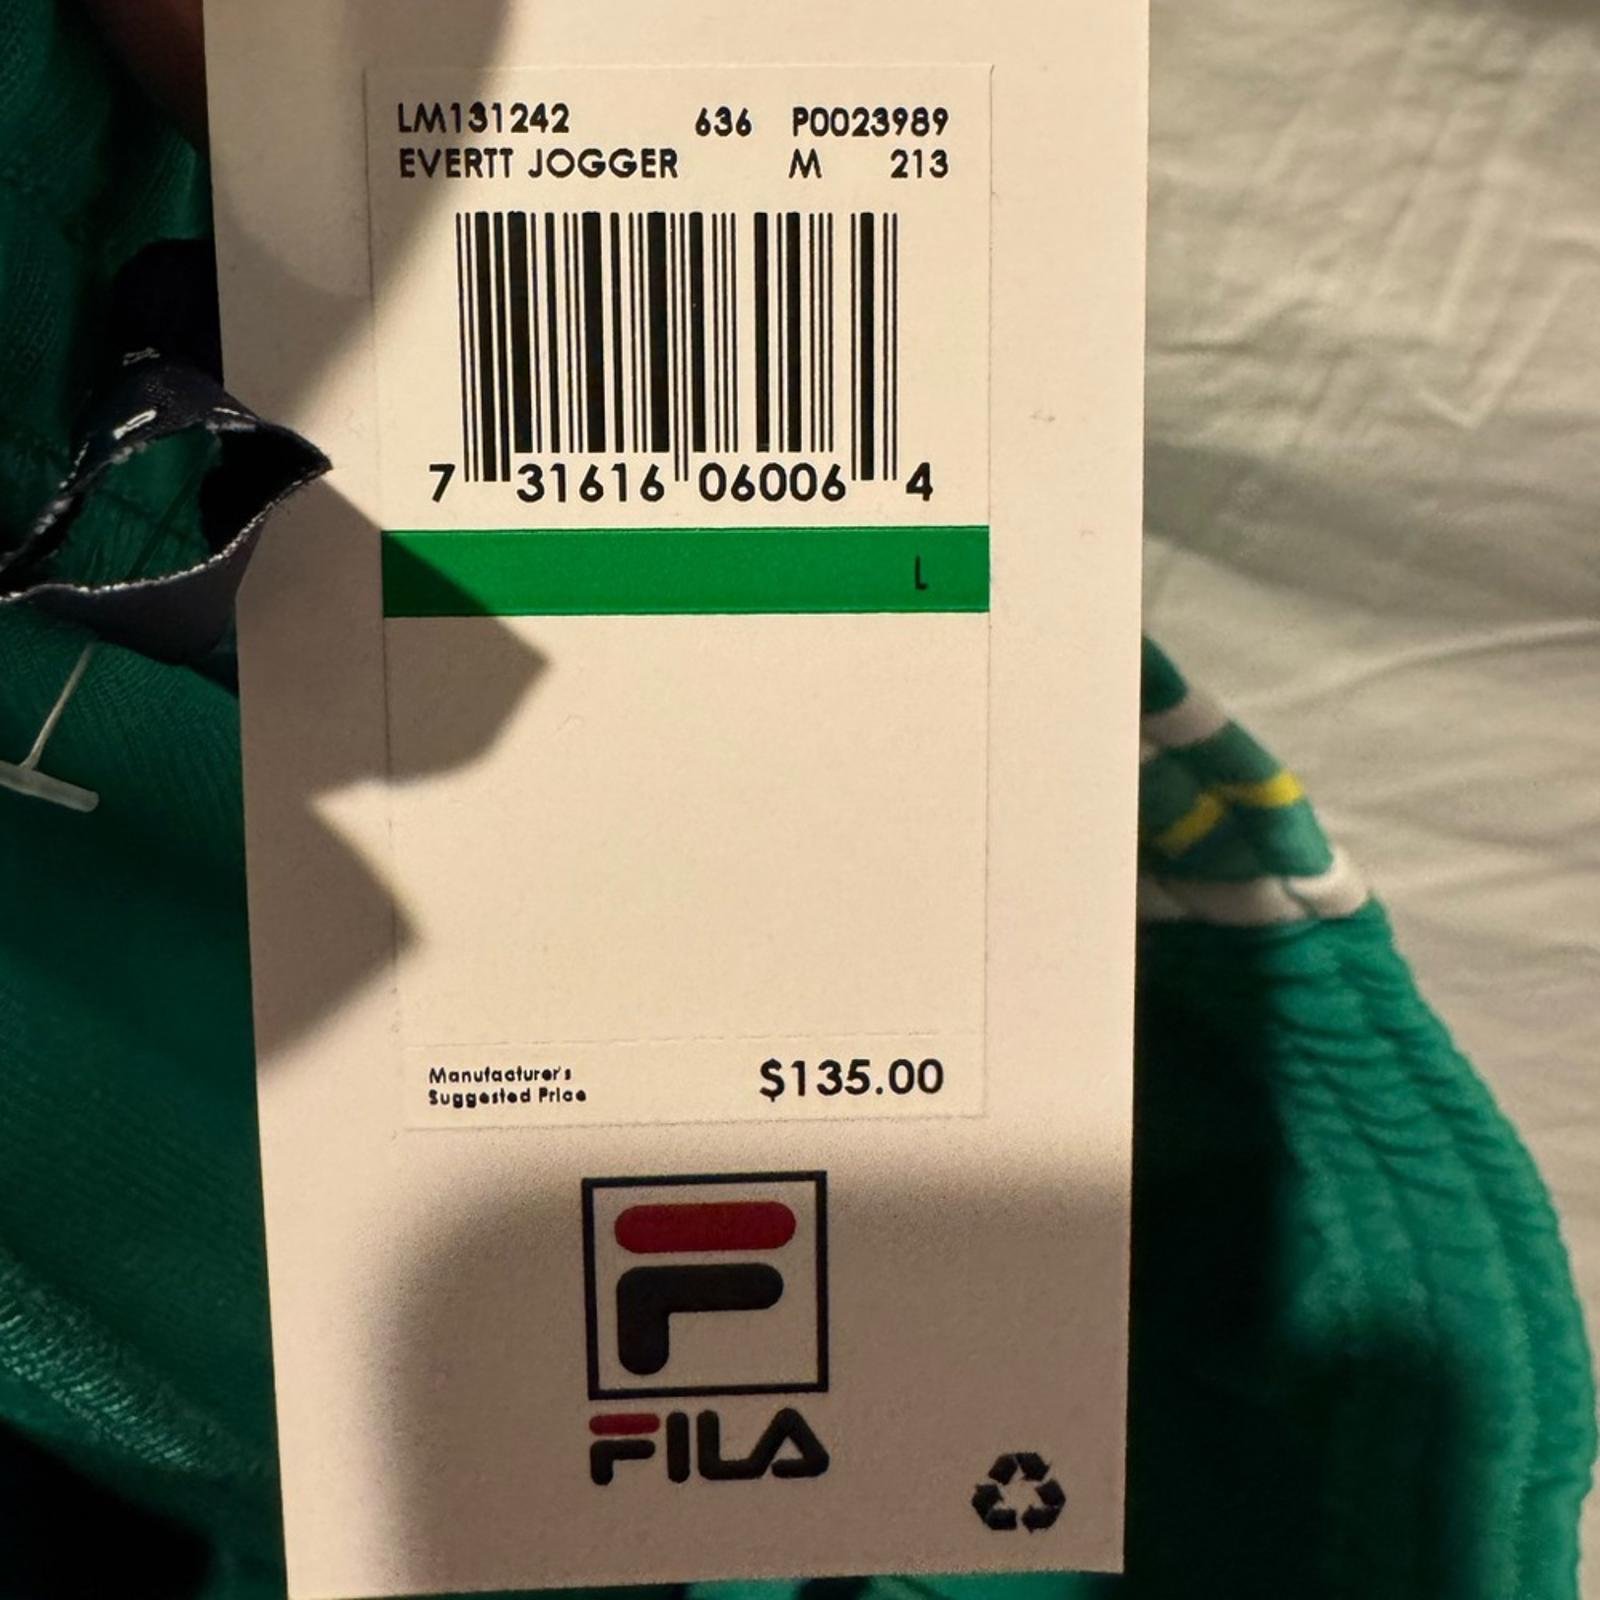 LM131242 636 P0023989
EVERTT JOGGER M 213
7 31616 06006 4
L
Manufacturer's
Suggested Price $135.00
F
FILA